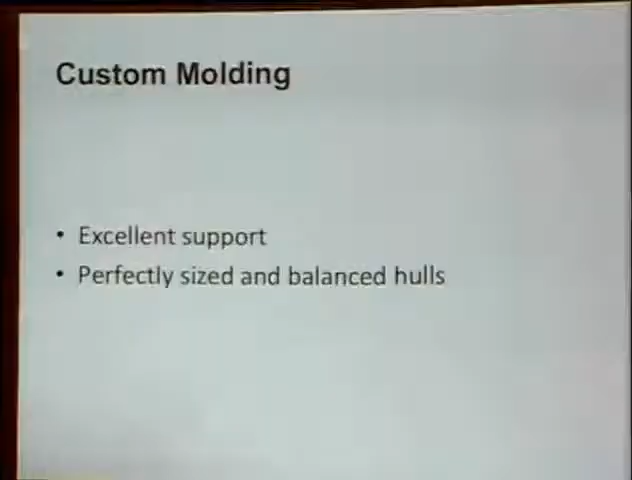 Custom Molding
• Excellent support
• Perfectly sized and balanced hulls